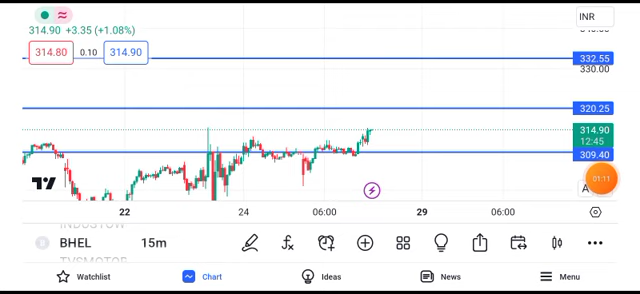 INR
314.90 +3.35 (+1.08%)
314.80 0.10 314.90
332.55
330.00
320.25
314.90
12:45
309.40
01:11
A
22 24 06:00 29 06:00
BHEL 15m
TVSMOTOR
Watchlist Chart Ideas News Menu